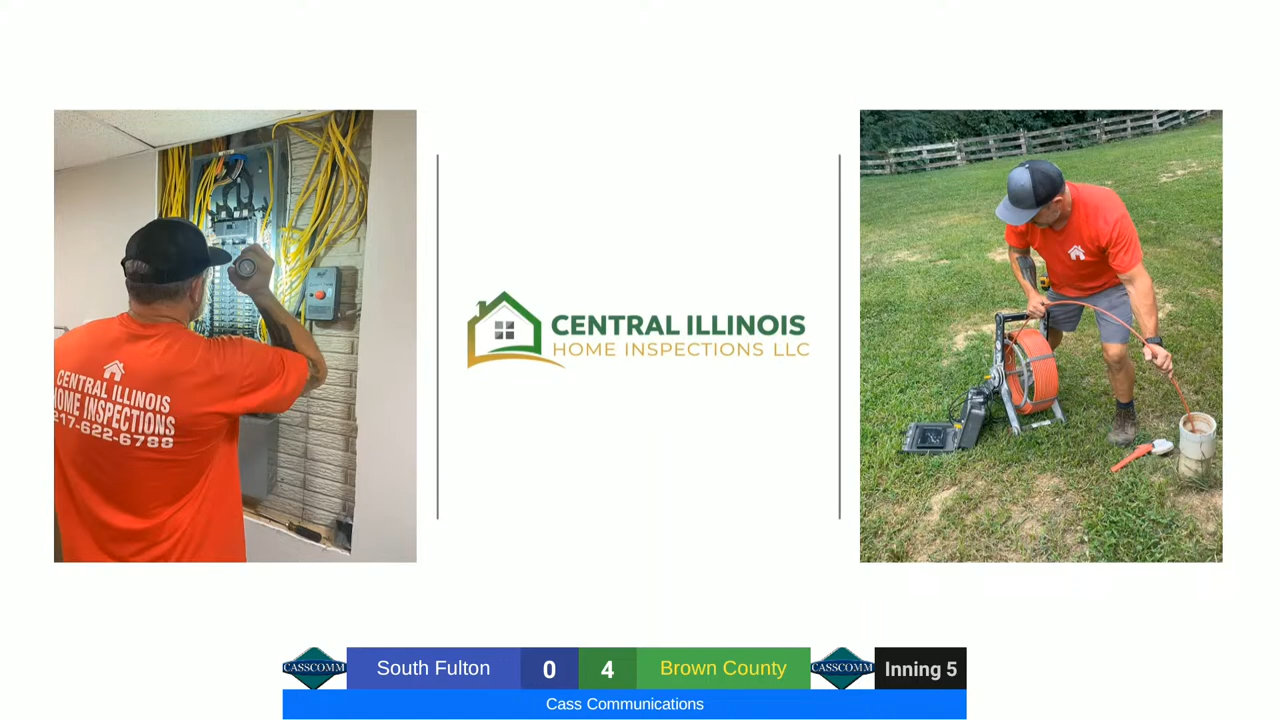 CENTRAL ILLINOIS
HOME INSPECTIONS
217-622-6788
CENTRAL ILLINOIS
HOME INSPECTIONS LLC
CASSCOMM
South Fulton
0
4
Brown County
CASSCOMM
Inning 5
Cass Communications